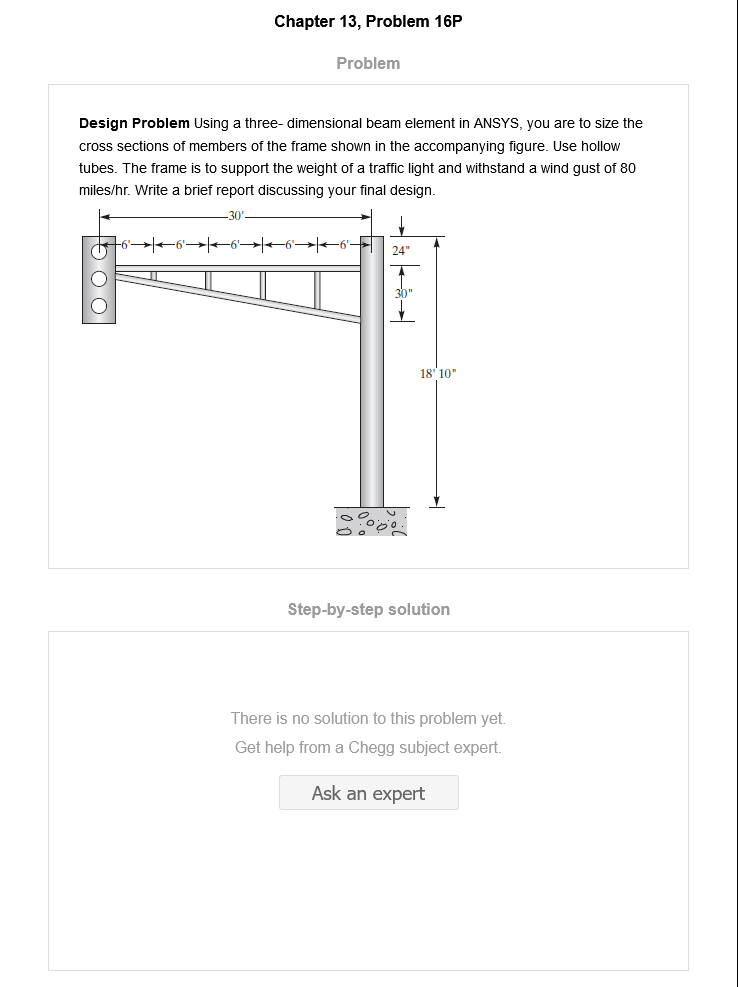 Chapter 13, Problem 16P
Problem
Design Problem Using a three- dimensional beam element in ANSYS, you are to size the
cross sections of members of the frame shown in the accompanying figure. Use hollow
tubes. The frame is to support the weight of a traffic light and withstand a wind gust of 80
miles/hr. Write a brief report discussing your final design.
30'
6' 6' 6' 6' 6'
24"
30"
18' 10"
Step-by-step solution
There is no solution to this problem yet.
Get help from a Chegg subject expert.
Ask an expert